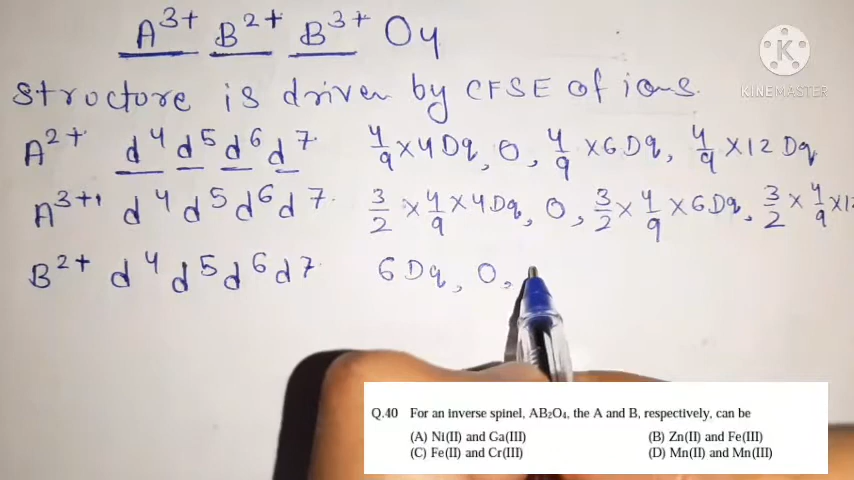 A³⁺ B²⁺ B³⁺ O4
KINEMASTER
Structure is driven by CFSE of ions.
A²⁺ d⁴ d⁵ d⁶ d⁷ 4/9 × 4Dq, 0, 4/9 × 6Dq, 4/9 × 12 Dq
A³⁺ d⁴ d⁵ d⁶ d⁷ 3/2 × 4/9 × 4Dq, 0, 3/2 × 4/9 × 6Dq, 3/2 × 4/9 × 12
B²⁺ d⁴ d⁵ d⁶ d⁷ 6 Dq, 0,
Q.40 For an inverse spinel, AB₂O₄, the A and B, respectively, can be
(A) Ni(II) and Ga(III) (B) Zn(II) and Fe(III)
(C) Fe(II) and Cr(III) (D) Mn(II) and Mn(III)